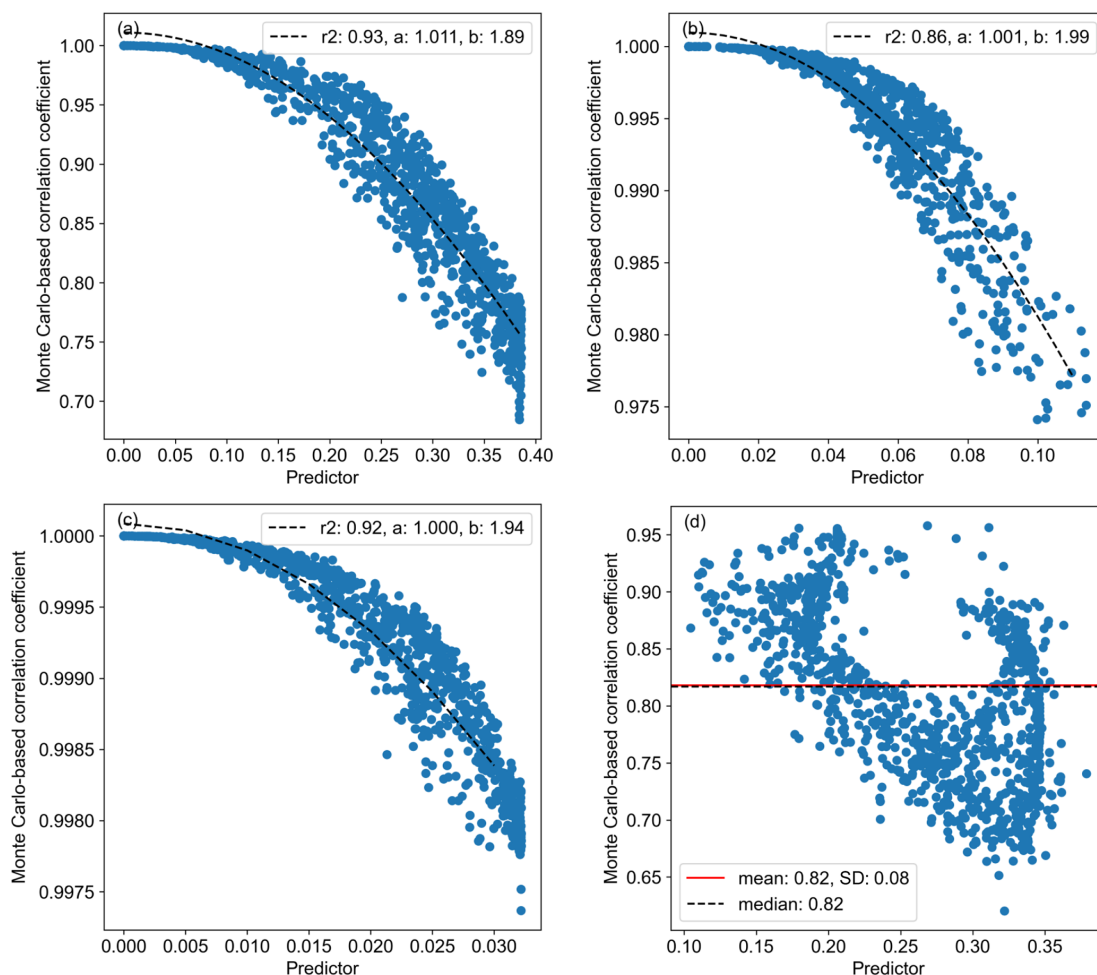 (a)
r2: 0.93, a: 1.011, b: 1.89
Monte Carlo-based correlation coefficient
1.00
0.95
0.90
0.85
0.80
0.75
0.70
0.00 0.05 0.10 0.15 0.20 0.25 0.30 0.35 0.40
Predictor
(b)
r2: 0.86, a: 1.001, b: 1.99
Monte Carlo-based correlation coefficient
1.000
0.995
0.990
0.985
0.980
0.975
0.00 0.02 0.04 0.06 0.08 0.10
Predictor
(c)
r2: 0.92, a: 1.000, b: 1.94
Monte Carlo-based correlation coefficient
1.0000
0.9995
0.9990
0.9985
0.9980
0.9975
0.000 0.005 0.010 0.015 0.020 0.025 0.030
Predictor
(d)
Monte Carlo-based correlation coefficient
0.95
0.90
0.85
0.80
0.75
0.70
0.65
mean: 0.82, SD: 0.08
median: 0.82
0.10 0.15 0.20 0.25 0.30 0.35
Predictor